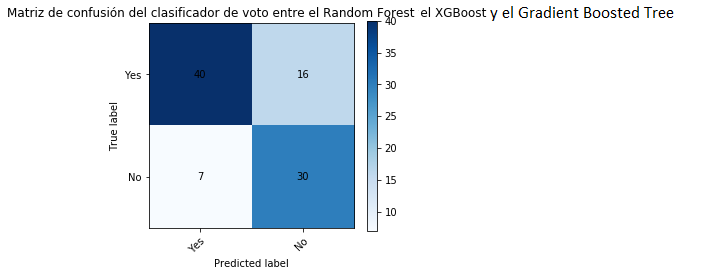 Matriz de confusión del clasificador de voto entre el Random Forest el XGBoost y el Gradient Boosted Tree
40
Yes
40
16
35
30
25
True label
20
No
7
30
15
10
Yes
No
Predicted label